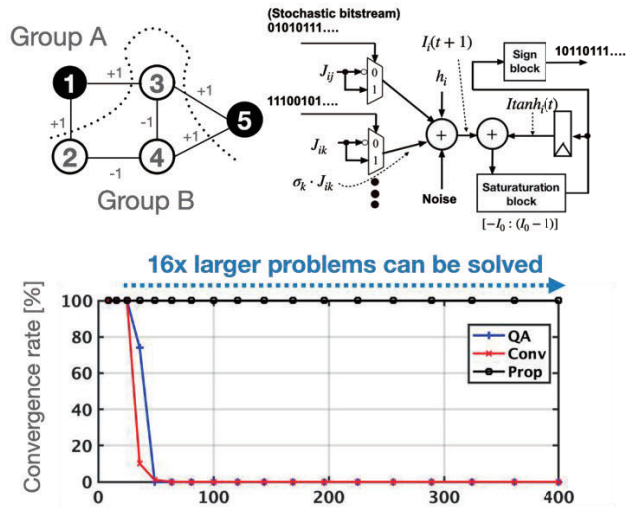 Group A
1
+1
3
+1
5
+1
-1
+1
2
-1
4
Group B
(Stochastic bitstream)
01010111....
J_ij
0
1
11100101....
J_ik
0
1
σ_k · J_ik
h_i
+
Noise
I_i(t + 1)
+
Sign
block
10110111....
Itanh_i(t)
Saturaturation
block
[−I_0 : (I_0 − 1)]
16x larger problems can be solved
Convergence rate [%]
100
80
60
40
20
0
QA
Conv
Prop
0
100
200
300
400